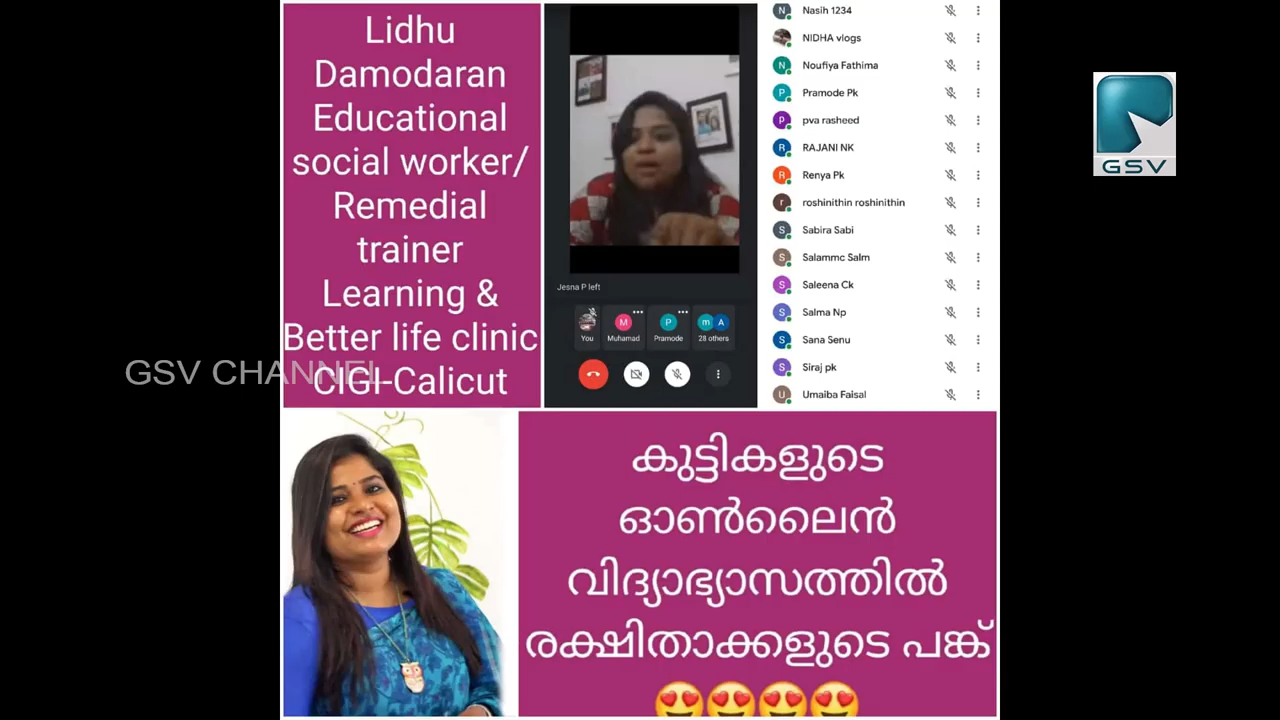 Lidhu
Damodaran
Educational
social worker/
Remedial
trainer
Learning &
Better life clinic
CIGI-Calicut
GSV CHANNEL
Jesna P left
You
Muhamad
Pramode
28 others
M
P
m
A
N Nasih 1234
NIDHA vlogs
N Noufiya Fathima
P Pramode Pk
p pva rasheed
R RAJANI NK
R Renya Pk
r roshinithin roshinithin
S Sabira Sabi
S Salammc Salm
S Saleena Ck
S Salma Np
S Sana Senu
S Siraj pk
U Umaiba Faisal
GSV
കുട്ടികളുടെ
ഓൺലൈൻ
വിദ്യാഭ്യാസത്തിൽ
രക്ഷിതാക്കളുടെ പങ്ക്
😍😍😍😍